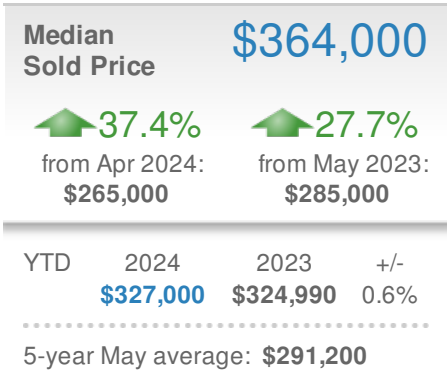 Median
Sold Price
$364,000
37.4%
from Apr 2024:
$265,000
27.7%
from May 2023:
$285,000
YTD 2024 2023 +/-
$327,000 $324,990 0.6%
5-year May average: $291,200